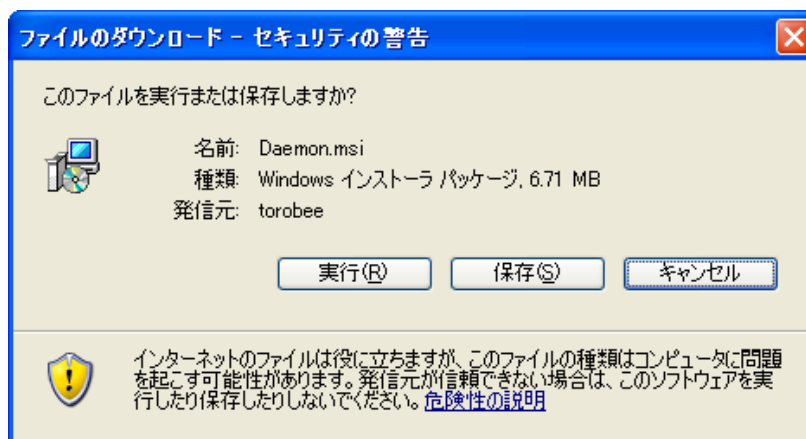 ファイルのダウンロード - セキュリティの警告
このファイルを実行または保存しますか?
名前: Daemon.msi
種類: Windows インストーラ パッケージ, 6.71 MB
発信元: torobee
実行(R) 保存(S) キャンセル
インターネットのファイルは役に立ちますが、このファイルの種類はコンピュータに問題
を起こす可能性があります。発信元が信頼できない場合は、このソフトウェアを実
行したり保存したりしないでください。危険性の説明